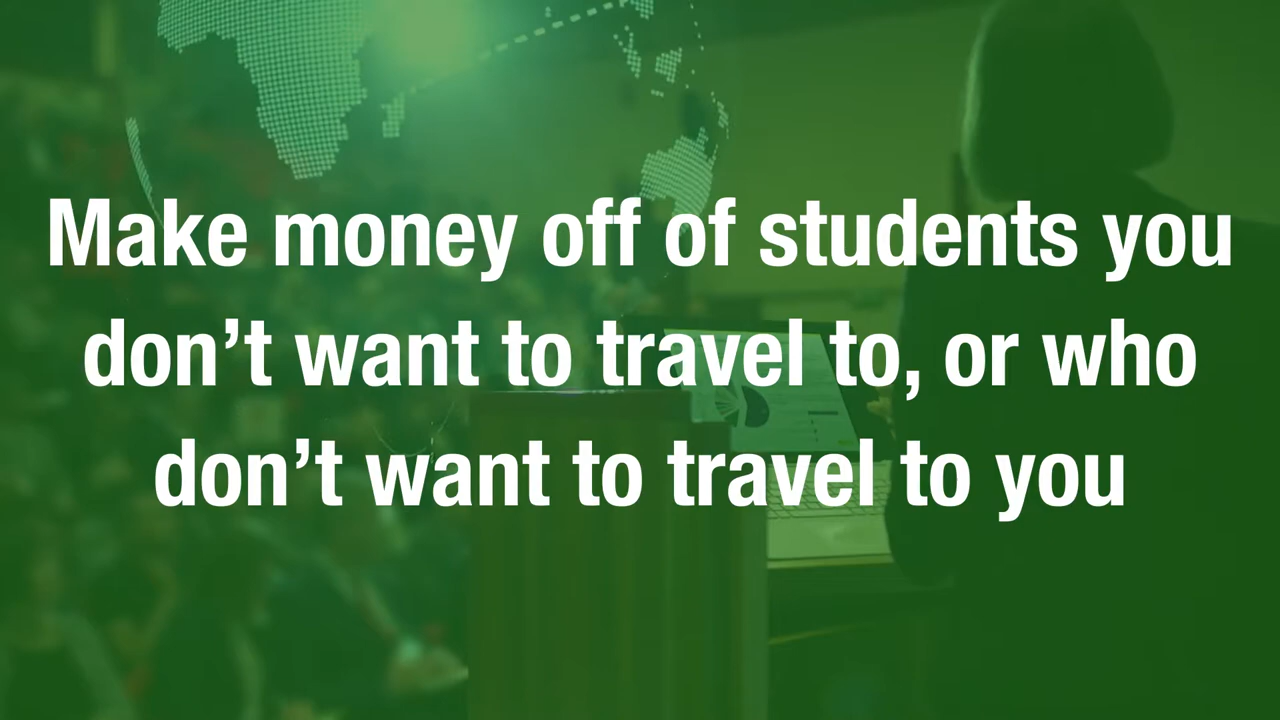 Make money off of students you
don’t want to travel to, or who
don’t want to travel to you